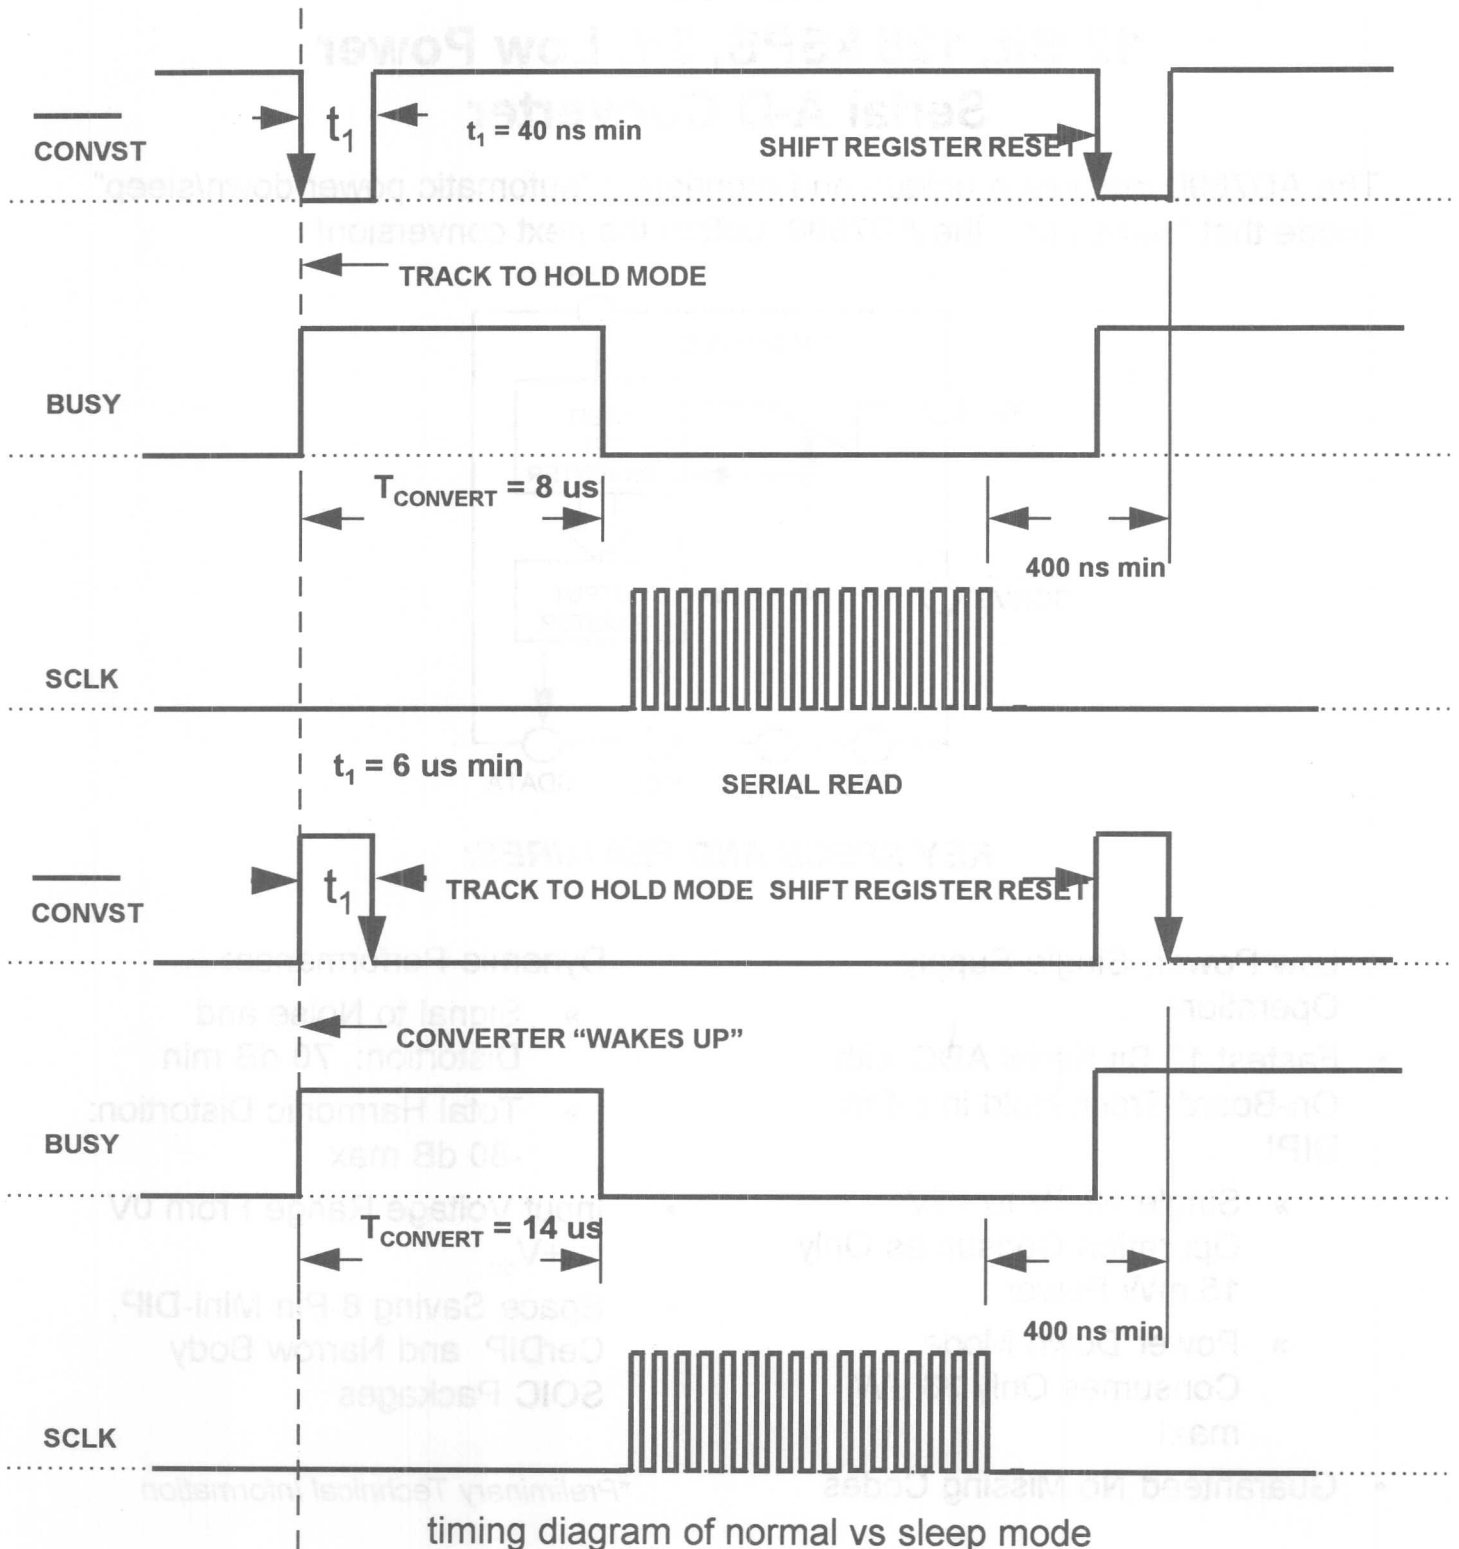 t1 t1 = 40 ns min
CONVST SHIFT REGISTER RESET
TRACK TO HOLD MODE
BUSY
TCONVERT = 8 us
400 ns min
SCLK
t1 = 6 us min
SERIAL READ
t1 TRACK TO HOLD MODE SHIFT REGISTER RESET
CONVST
CONVERTER “WAKES UP”
BUSY
TCONVERT = 14 us
400 ns min
SCLK
timing diagram of normal vs sleep mode